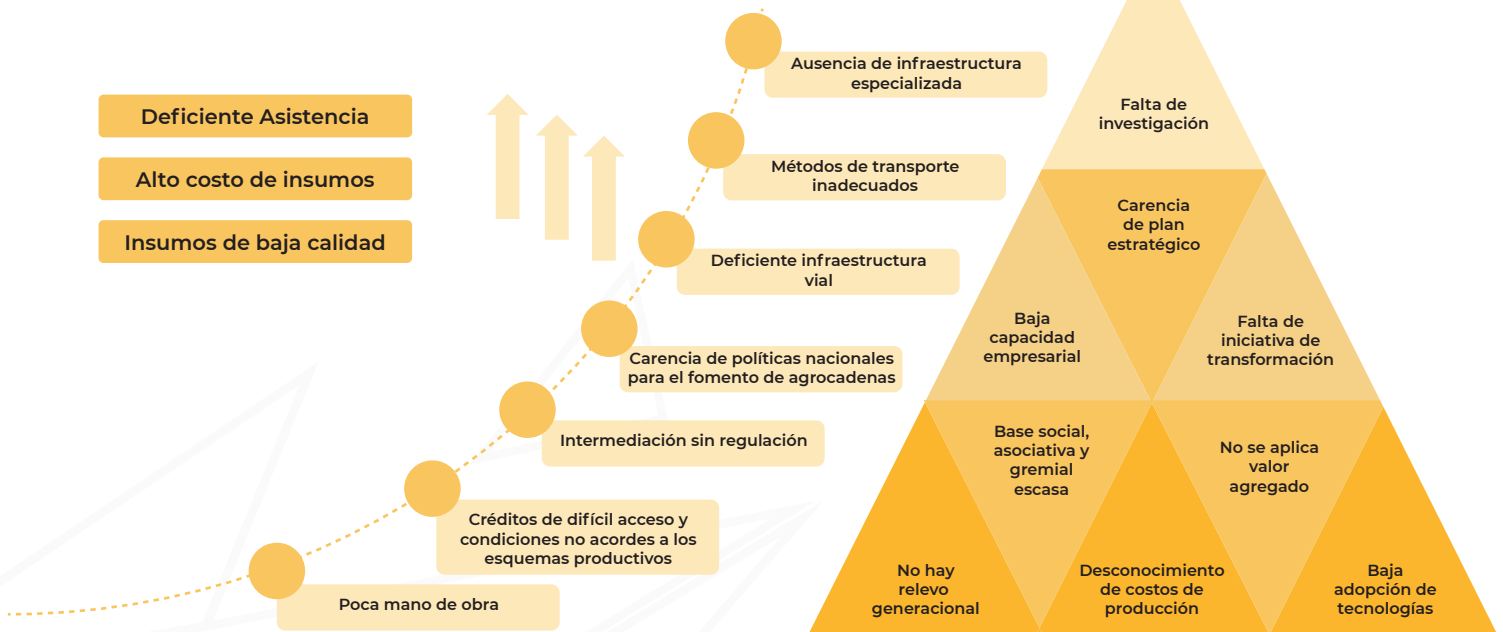 Deficiente Asistencia
Alto costo de insumos
Insumos de baja calidad
Ausencia de infraestructura
especializada
Métodos de transporte
inadecuados
Deficiente infraestructura
vial
Carencia de políticas nacionales
para el fomento de agrocadenas
Intermediación sin regulación
Créditos de difícil acceso y
condiciones no acordes a los
esquemas productivos
Poca mano de obra
Falta de
investigación
Carencia
de plan
estratégico
Baja
capacidad
empresarial
Falta de
iniciativa de
transformación
Base social,
asociativa y
gremial
escasa
No se aplica
valor
agregado
No hay
relevo
generacional
Desconocimiento
de costos de
producción
Baja
adopción de
tecnologías